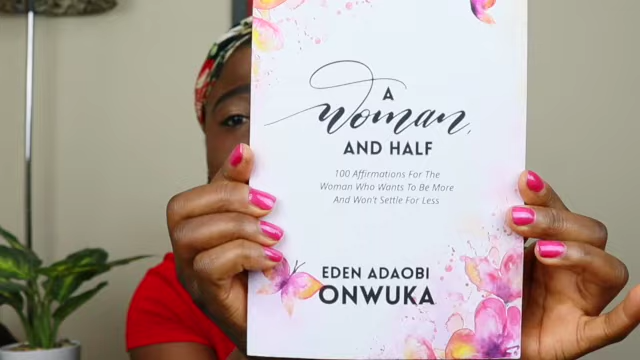 A
Woman,
AND HALF
100 Affirmations For The
Woman Who Wants To Be More
And Won't Settle For Less
EDEN ADAOBI
ONWUKA